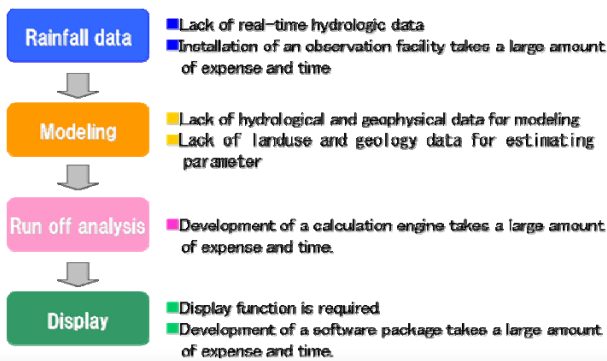 Rainfall data
Lack of real-time hydrologic data
Installation of an observation facility takes a large amount
of expense and time
Modeling
Lack of hydrological and geophysical data for modeling
Lack of landuse and geology data for estimating
parameter
Run off analysis
Development of a calculation engine takes a large amount
of expense and time.
Display
Display function is required
Development of a software package takes a large amount
of expense and time.